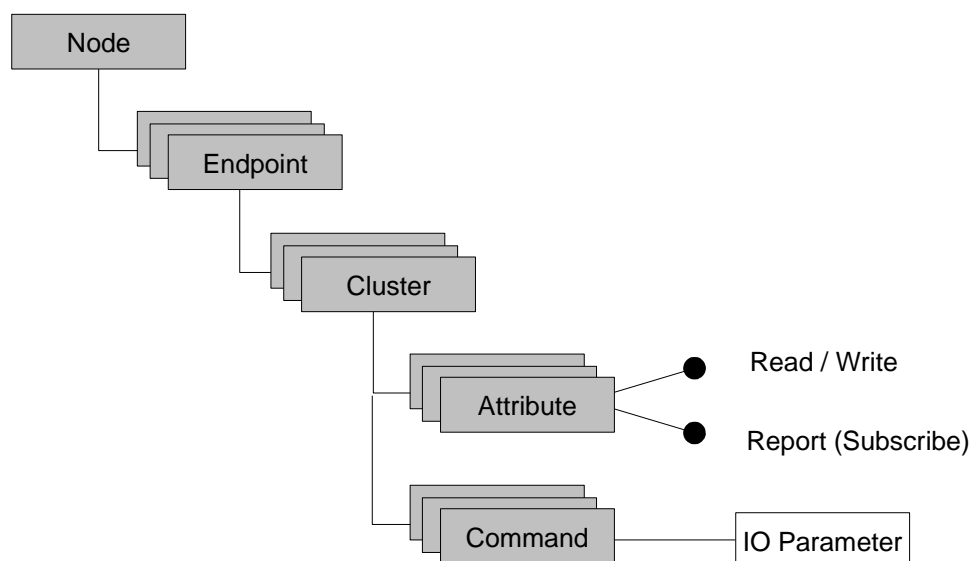 Node
Endpoint
Cluster
Attribute
Read / Write
Report (Subscribe)
Command
IO Parameter